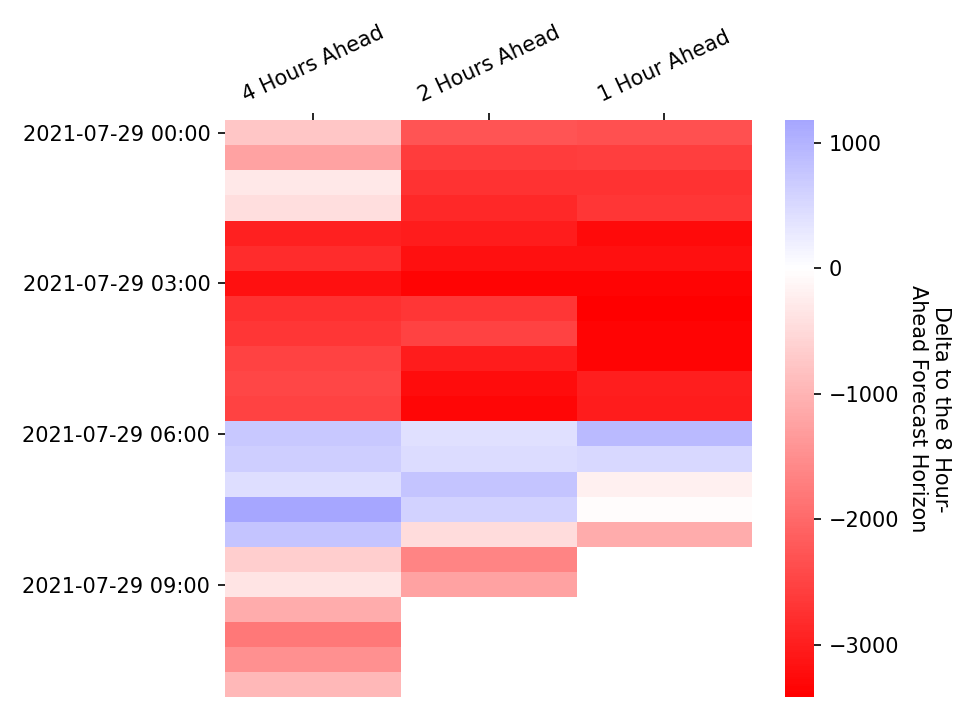 4 Hours Ahead
2 Hours Ahead
1 Hour Ahead
2021-07-29 00:00
2021-07-29 03:00
2021-07-29 06:00
2021-07-29 09:00
1000
0
−1000
−2000
−3000
Delta to the 8 Hour-
Ahead Forecast Horizon